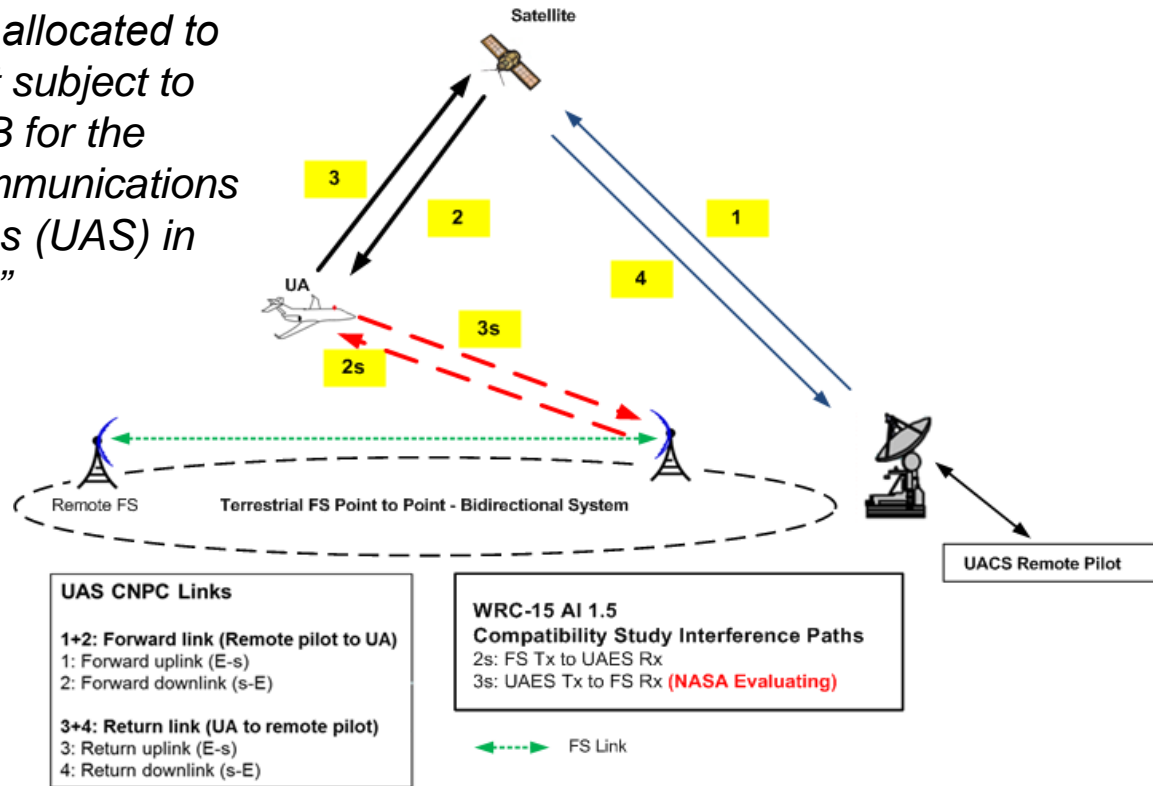 allocated to
subject to
B for the
mmunications
s (UAS) in
”
Satellite
3
2
1
4
UA
3s
2s
Remote FS
Terrestrial FS Point to Point - Bidirectional System
UACS Remote Pilot
UAS CNPC Links
1+2: Forward link (Remote pilot to UA)
1: Forward uplink (E-s)
2: Forward downlink (s-E)
3+4: Return link (UA to remote pilot)
3: Return uplink (E-s)
4: Return downlink (s-E)
WRC-15 AI 1.5
Compatibility Study Interference Paths
2s: FS Tx to UAES Rx
3s: UAES Tx to FS Rx (NASA Evaluating)
FS Link